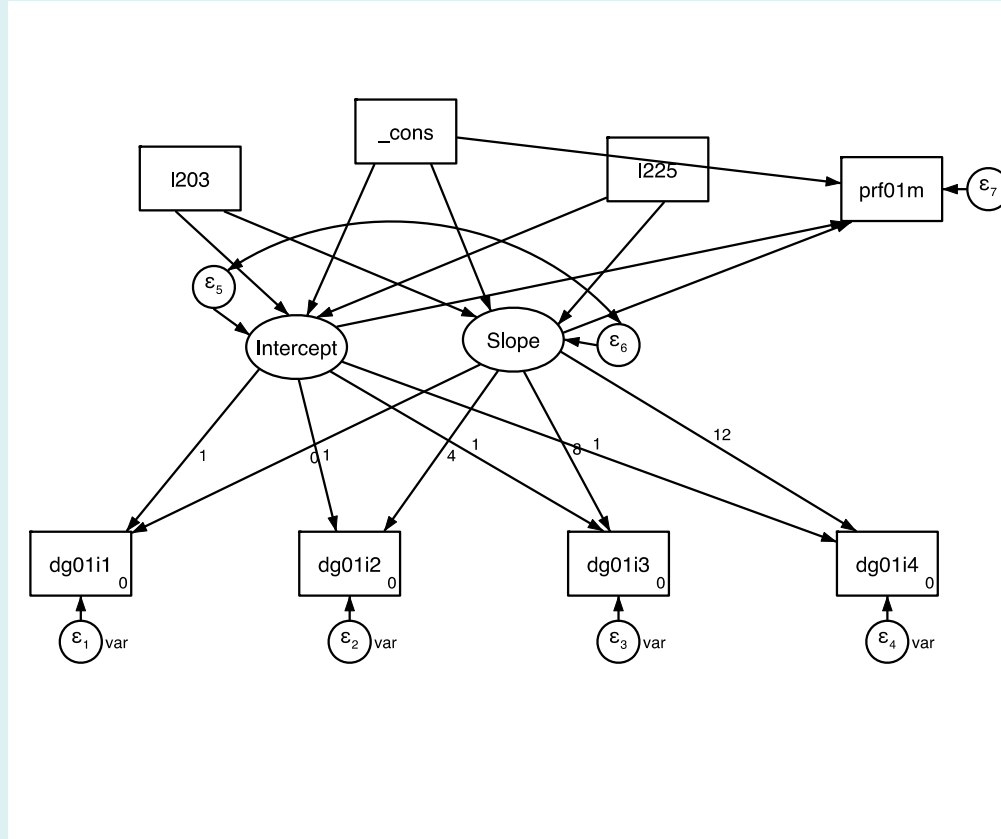 _cons
l203
l225
prf01m
ε7
ε5
Intercept
Slope
ε6
1
0
1
4
1
8
1
12
dg01i1
0
dg01i2
0
dg01i3
0
dg01i4
0
ε1 var
ε2 var
ε3 var
ε4 var